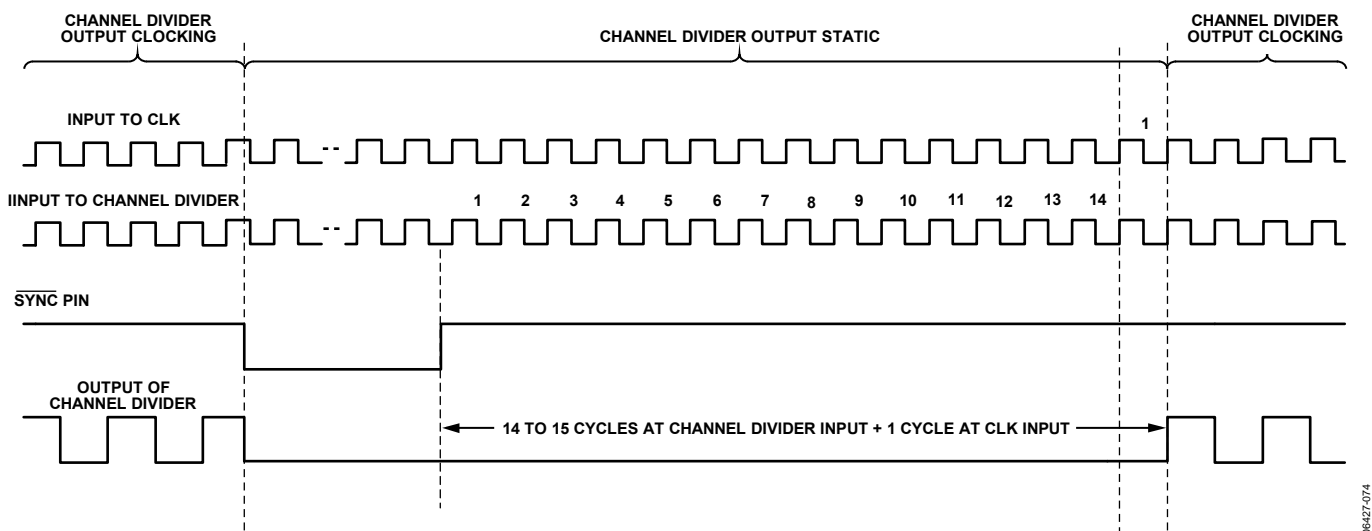 CHANNEL DIVIDER
OUTPUT CLOCKING
CHANNEL DIVIDER OUTPUT STATIC
CHANNEL DIVIDER
OUTPUT CLOCKING
INPUT TO CLK
1
IINPUT TO CHANNEL DIVIDER
1 2 3 4 5 6 7 8 9 10 11 12 13 14
SYNC PIN
OUTPUT OF
CHANNEL DIVIDER
14 TO 15 CYCLES AT CHANNEL DIVIDER INPUT + 1 CYCLE AT CLK INPUT
06427-074